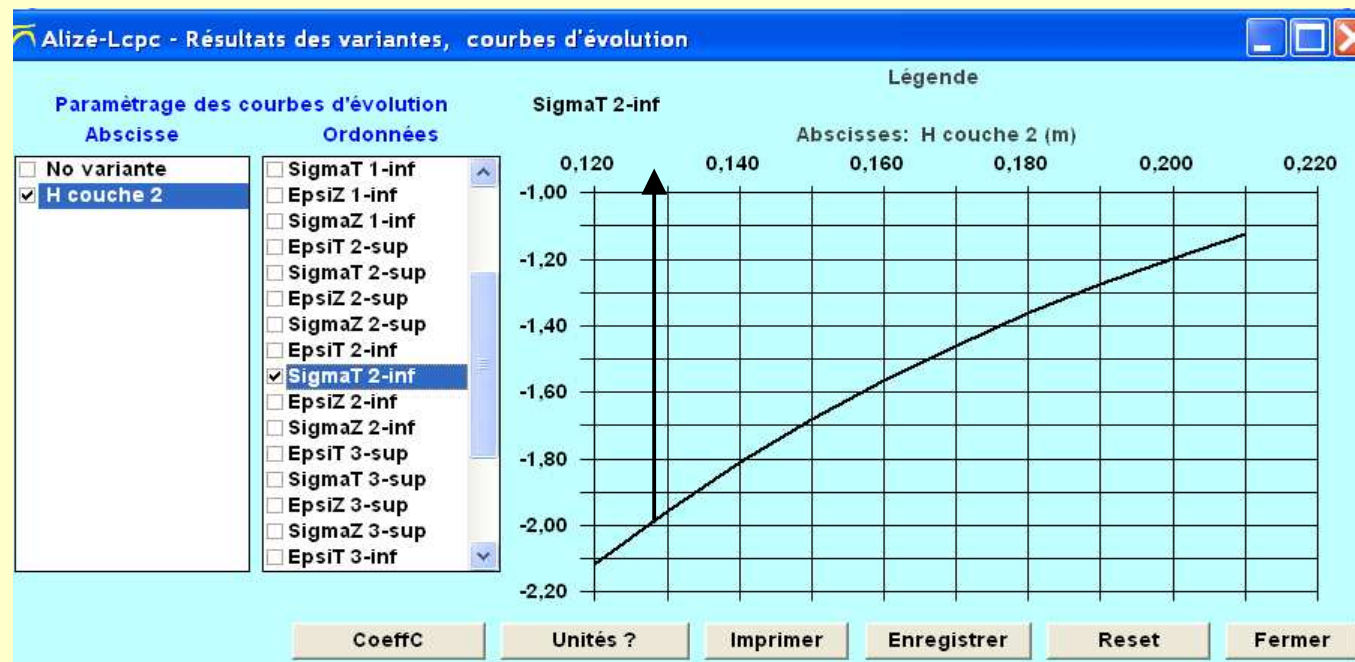 Alizé-Lcpc - Résultats des variantes, courbes d'évolution
Légende
Paramètrage des courbes d'évolution
SigmaT 2-inf
Abscisse
Ordonnées
Abscisses: H couche 2 (m)
No variante
H couche 2
SigmaT 1-inf
EpsiZ 1-inf
SigmaZ 1-inf
EpsiT 2-sup
SigmaT 2-sup
EpsiZ 2-sup
SigmaZ 2-sup
EpsiT 2-inf
SigmaT 2-inf
EpsiZ 2-inf
SigmaZ 2-inf
EpsiT 3-sup
SigmaT 3-sup
EpsiZ 3-sup
SigmaZ 3-sup
EpsiT 3-inf
0,120 0,140 0,160 0,180 0,200 0,220
-1,00
-1,20
-1,40
-1,60
-1,80
-2,00
-2,20
CoeffC Unités ? Imprimer Enregistrer Reset Fermer